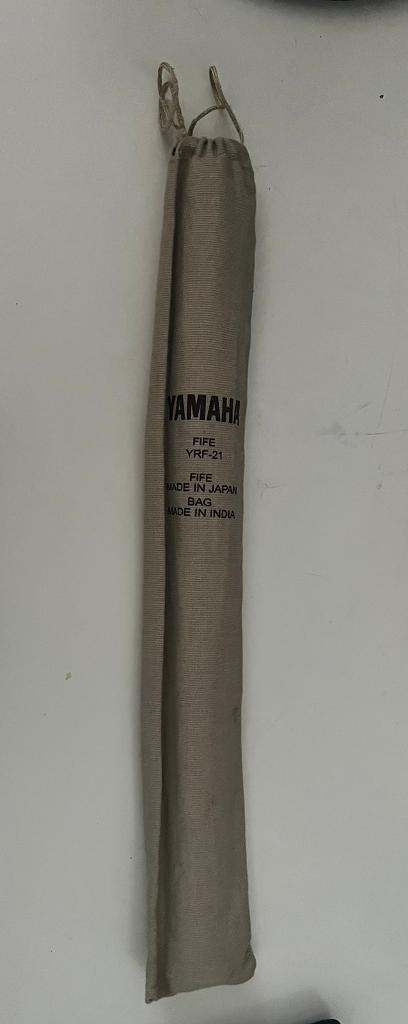 YAMAHA
FIFE
YRF-21
FIFE
MADE IN JAPAN
BAG
MADE IN INDIA